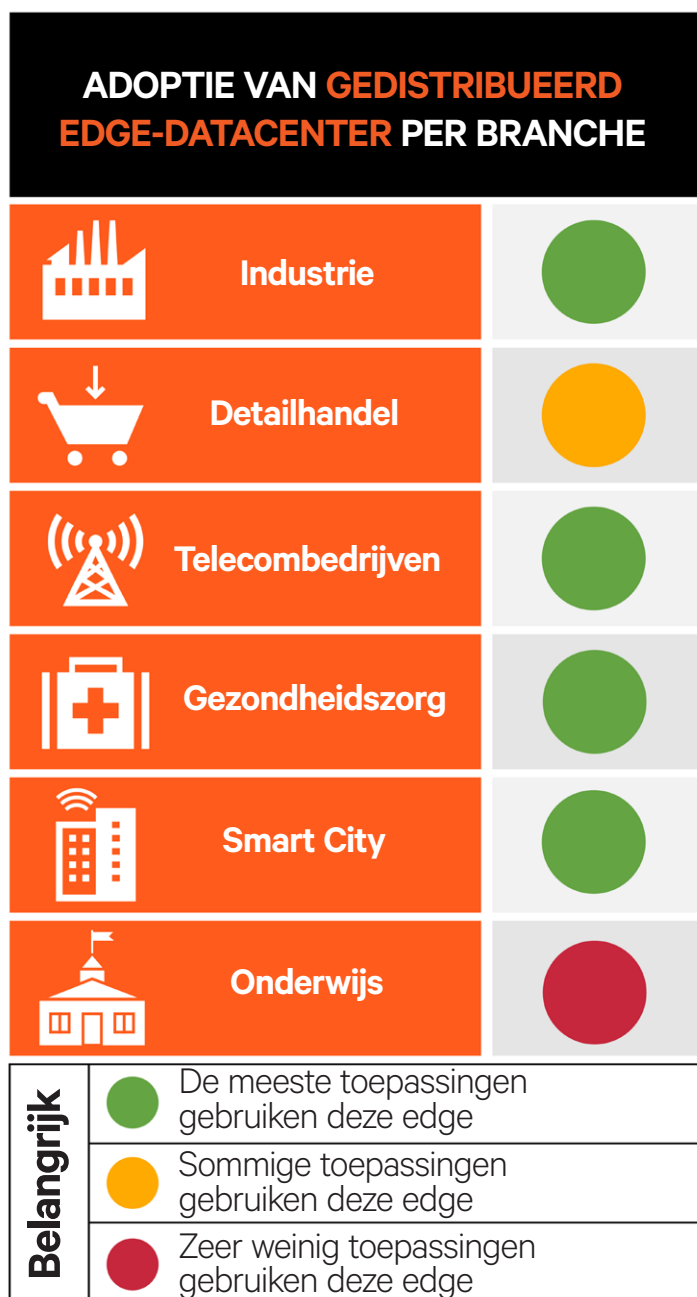 ADOPTIE VAN GEDISTRIBUEERD
EDGE-DATACENTER PER BRANCHE
Industrie
Detailhandel
Telecombedrijven
Gezondheidszorg
Smart City
Onderwijs
Belangrijk
De meeste toepassingen
gebruiken deze edge
Sommige toepassingen
gebruiken deze edge
Zeer weinig toepassingen
gebruiken deze edge